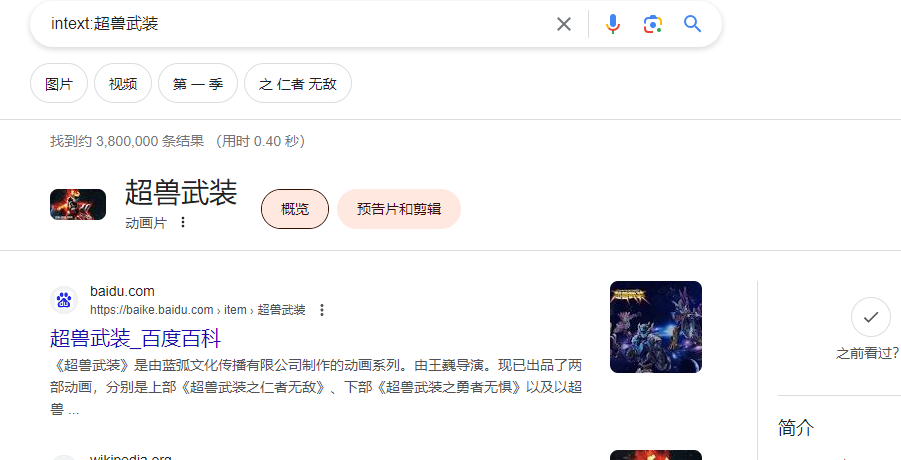 intext:超兽武装
图片
视频
第 一 季
之 仁者 无敌
找到约 3,800,000 条结果 （用时 0.40 秒）
超兽武装
动画片
概览
预告片和剪辑
baidu.com
https://baike.baidu.com › item › 超兽武装
超兽武装_百度百科
《超兽武装》是由蓝弧文化传播有限公司制作的动画系列。由王巍导演。现已出品了两
部动画，分别是上部《超兽武装之仁者无敌》、下部《超兽武装之勇者无惧》以及以超
兽 ...
之前看过?
简介
wikipedia.org